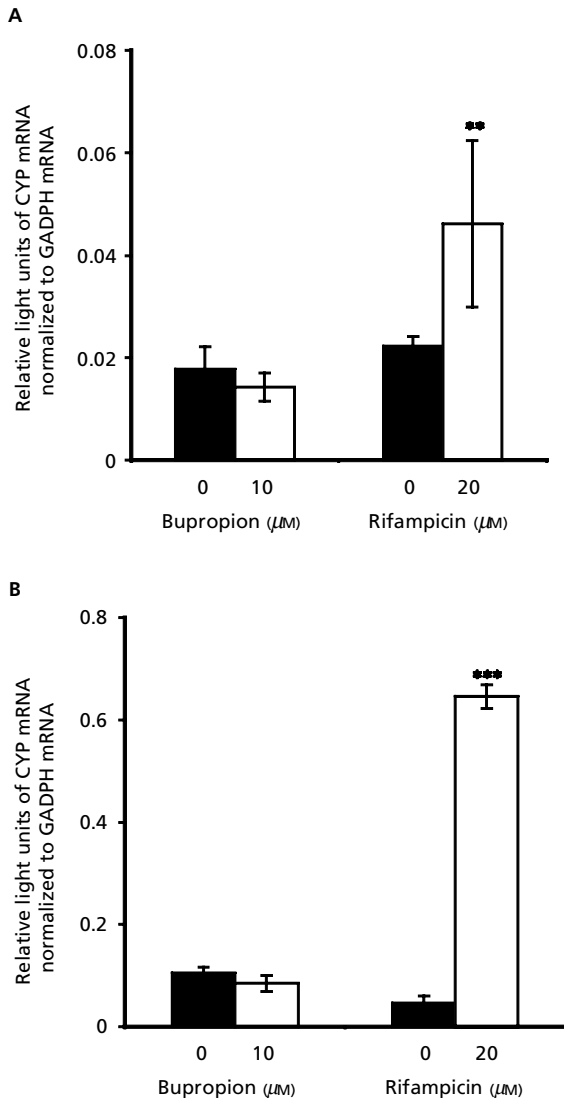 A
Relative light units of CYP mRNA
normalized to GADPH mRNA
0.08
0.06
0.04
0.02
0
**
0 10 0 20
Bupropion (μM) Rifampicin (μM)
B
Relative light units of CYP mRNA
normalized to GADPH mRNA
0.8
0.6
0.4
0.2
0
***
0 10 0 20
Bupropion (μM) Rifampicin (μM)